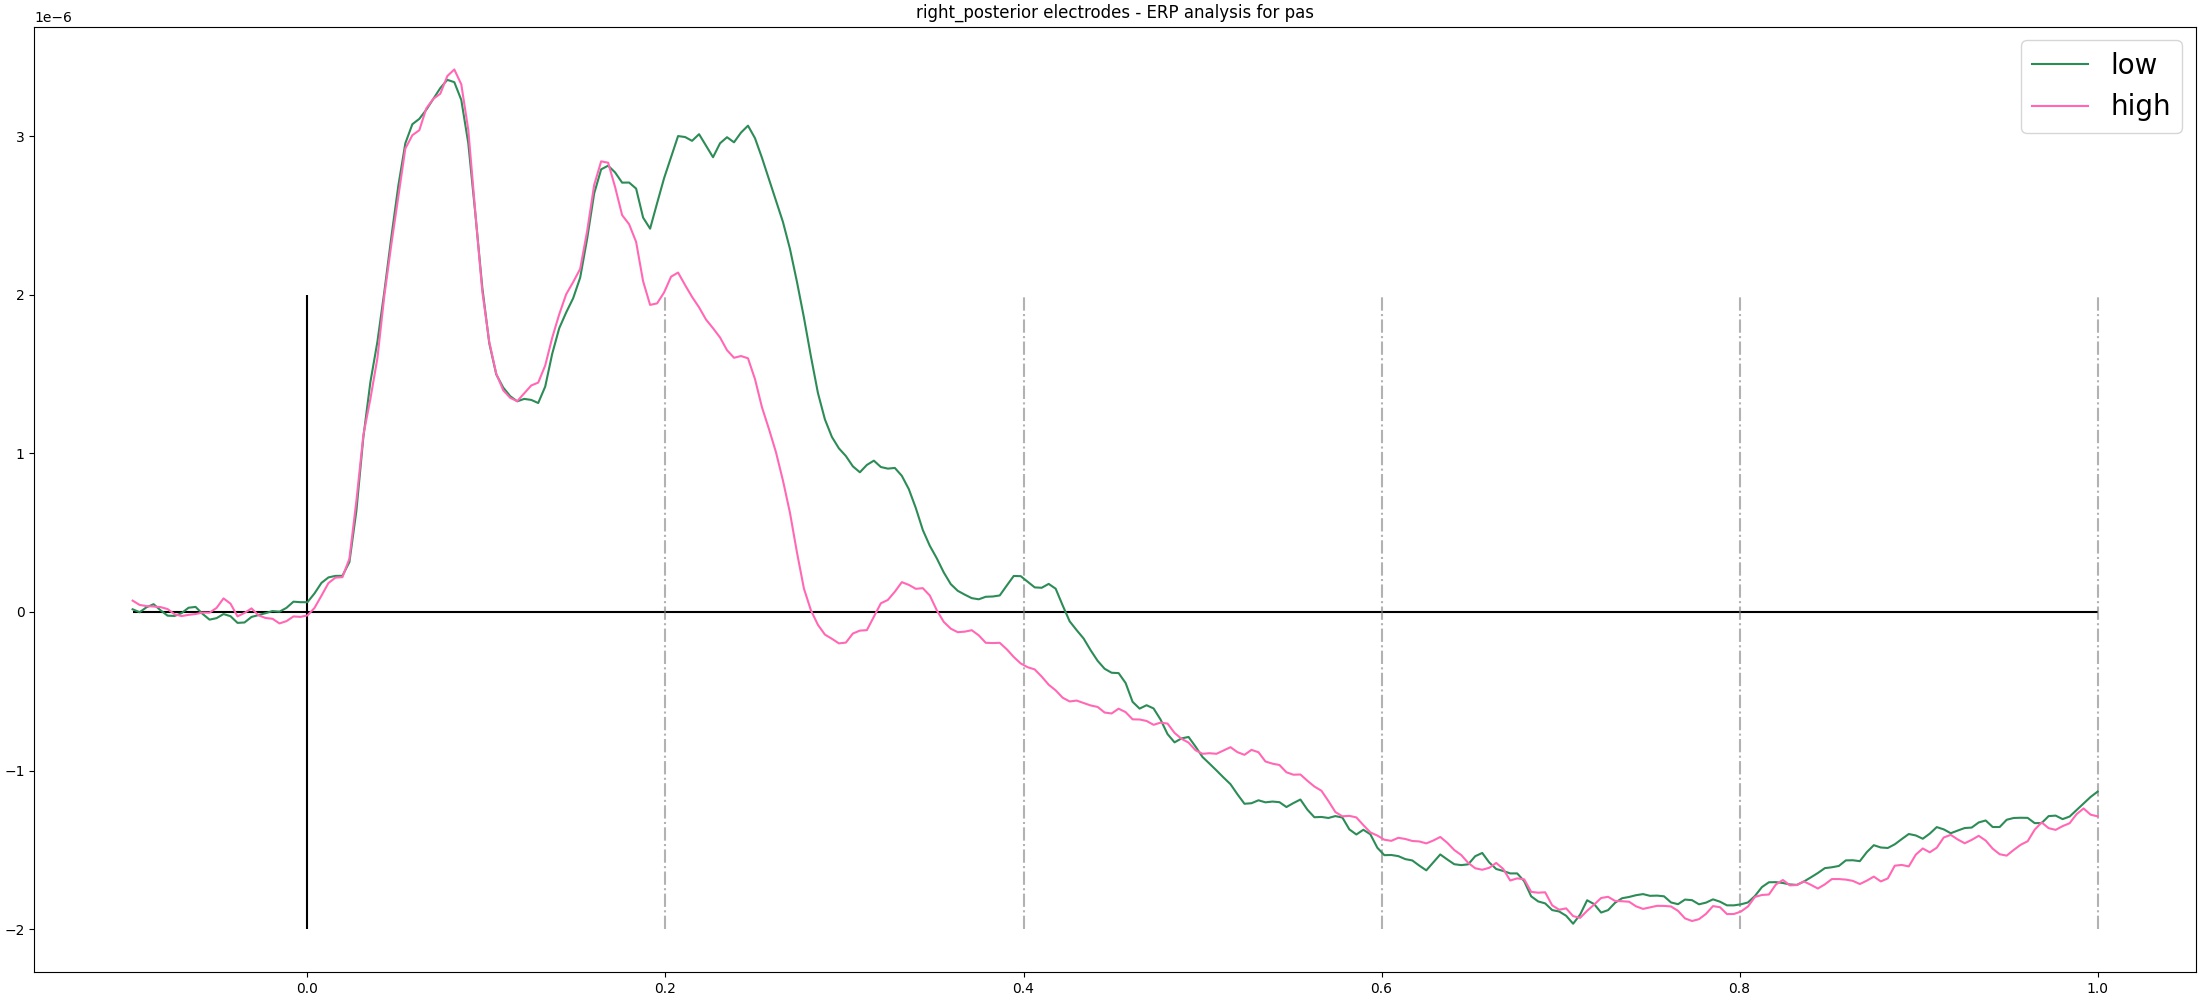 right_posterior electrodes - ERP analysis for pas
1e−6
low
high
3
2
1
0
−1
−2
0.0 0.2 0.4 0.6 0.8 1.0